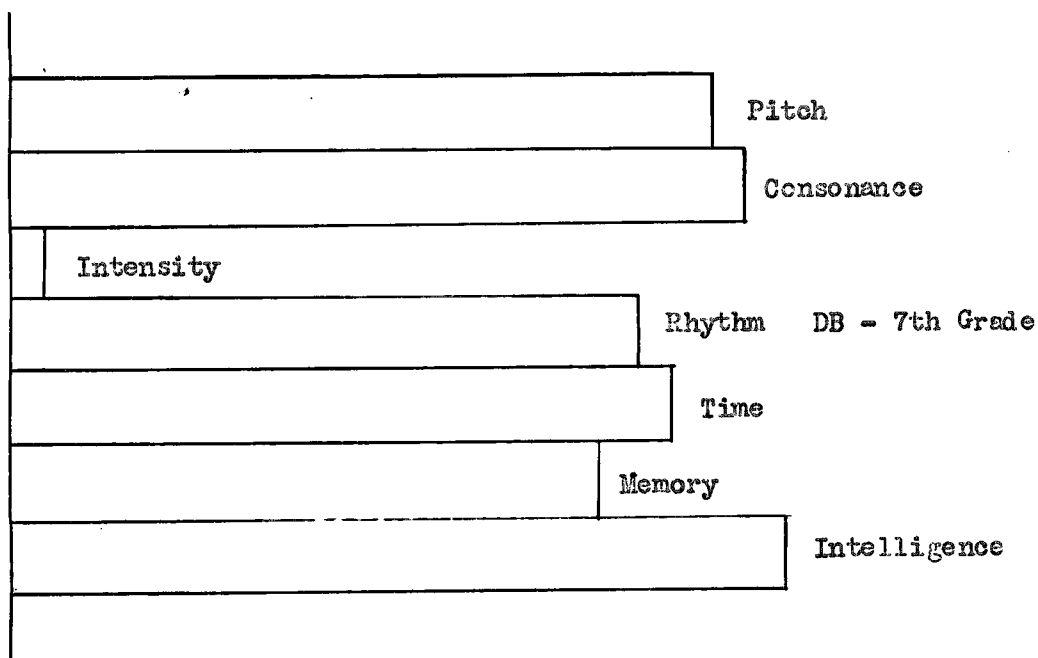 Pitch
Consonance
Intensity
Rhythm DB - 7th Grade
Time
Memory
Intelligence